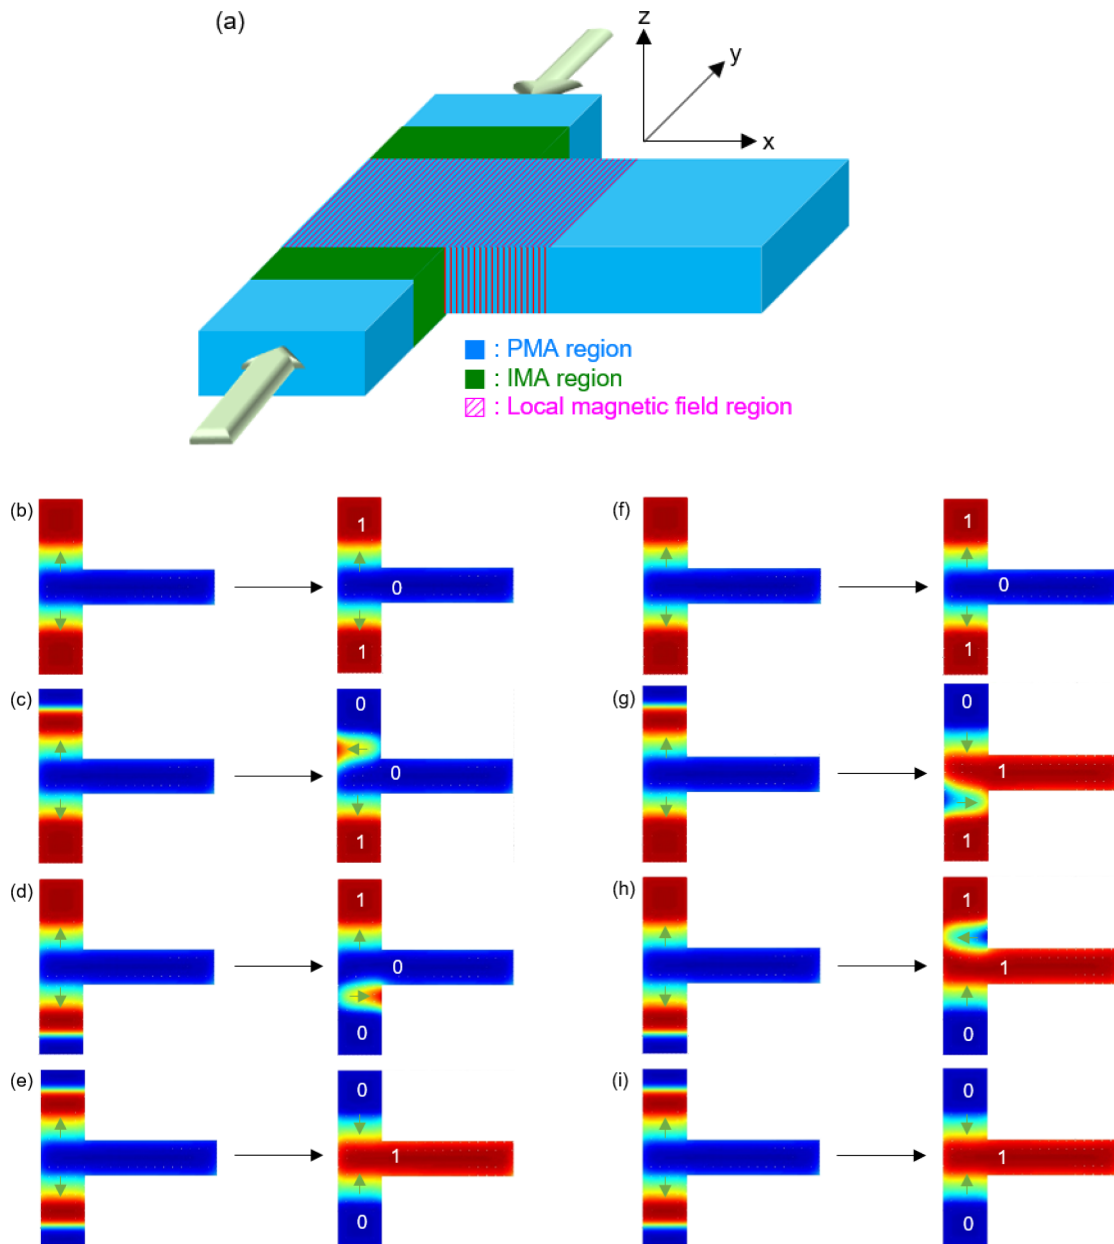 (a)
z
y
x
: PMA region
: IMA region
: Local magnetic field region
(b)
1
0
1
(f)
1
0
1
(c)
0
0
1
(g)
0
1
1
(d)
1
0
0
(h)
1
1
0
(e)
0
1
0
(i)
0
1
0